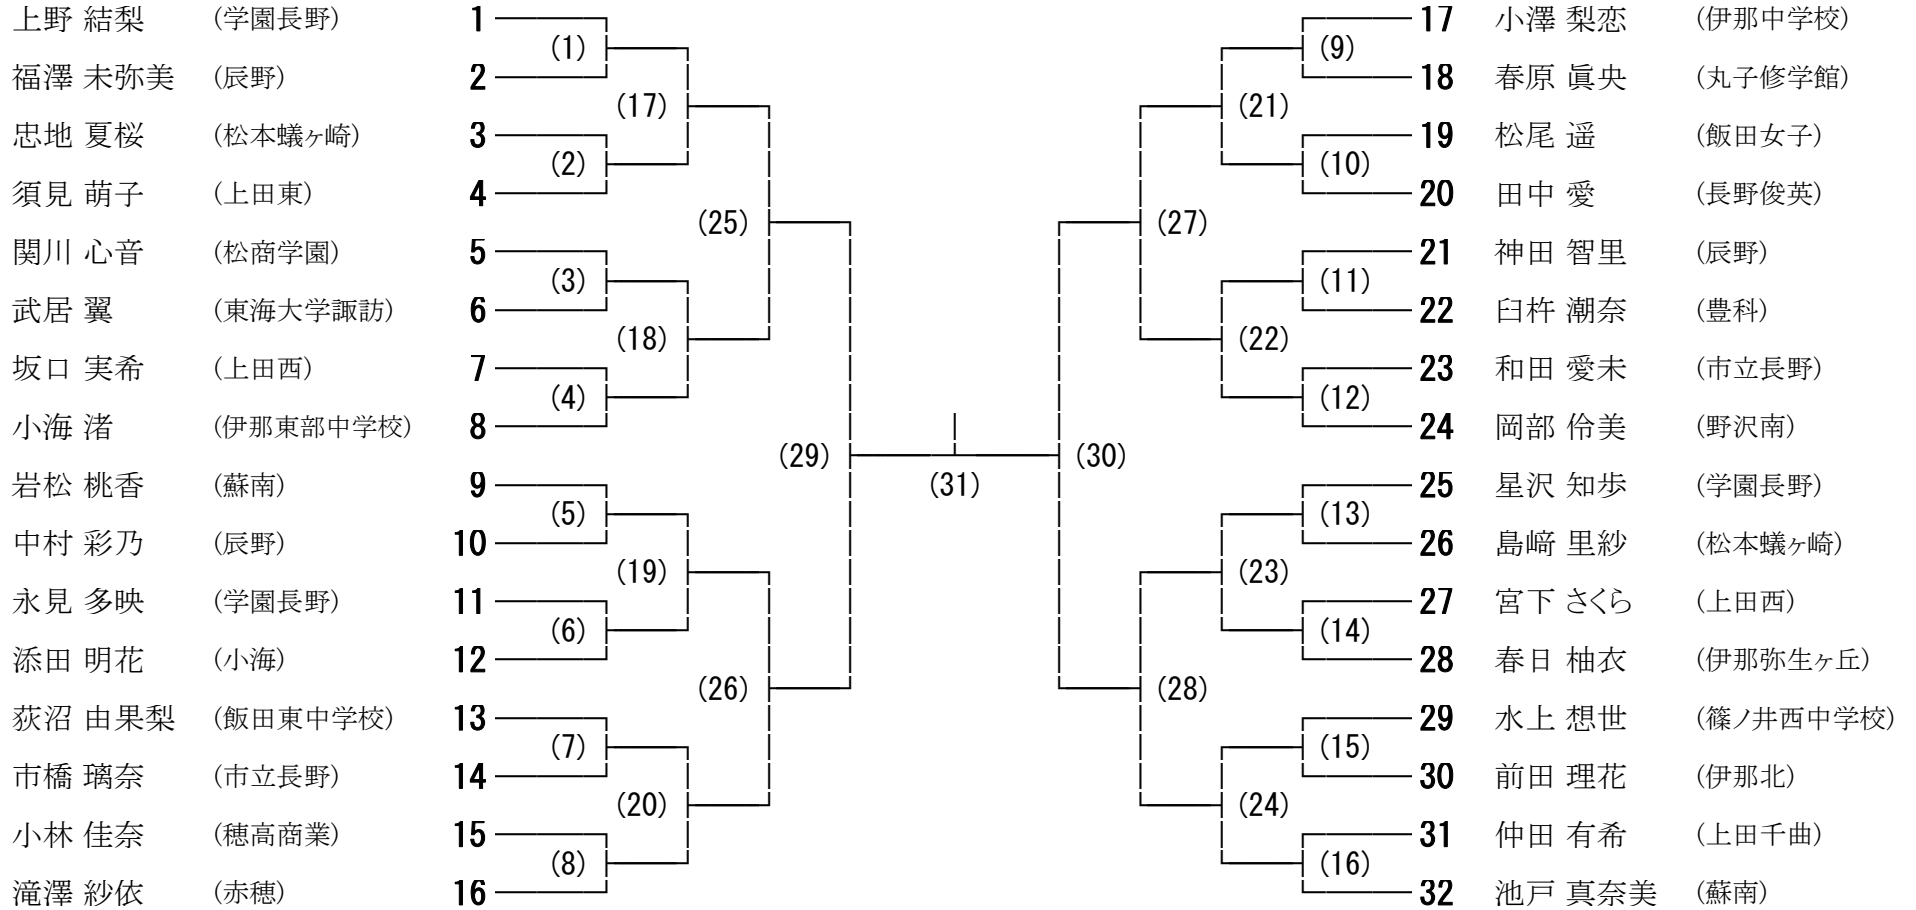 上野 結梨 (学園長野) 1
(1)
福澤 未弥美 (辰野) 2
(17)
忠地 夏桜 (松本蟻ヶ崎) 3
(2)
須見 萌子 (上田東) 4
(25)
関川 心音 (松商学園) 5
(3)
武居 翼 (東海大学諏訪) 6
(18)
坂口 実希 (上田西) 7
(4)
小海 渚 (伊那東部中学校) 8
(29)
岩松 桃香 (蘇南) 9
(5)
中村 彩乃 (辰野) 10
(19)
永見 多映 (学園長野) 11
(6)
添田 明花 (小海) 12
(26)
荻沼 由果梨 (飯田東中学校) 13
(7)
市橋 璃奈 (市立長野) 14
(20)
小林 佳奈 (穂高商業) 15
(8)
滝澤 紗依 (赤穂) 16
(31)
17 小澤 梨恋 (伊那中学校)
(9)
18 春原 眞央 (丸子修学館)
(21)
19 松尾 遥 (飯田女子)
(10)
20 田中 愛 (長野俊英)
(27)
21 神田 智里 (辰野)
(11)
22 臼杵 潮奈 (豊科)
(22)
23 和田 愛未 (市立長野)
(12)
24 岡部 伶美 (野沢南)
(30)
25 星沢 知歩 (学園長野)
(13)
26 島﨑 里紗 (松本蟻ヶ崎)
(23)
27 宮下 さくら (上田西)
(14)
28 春日 柚衣 (伊那弥生ヶ丘)
(28)
29 水上 想世 (篠ノ井西中学校)
(15)
30 前田 理花 (伊那北)
(24)
31 仲田 有希 (上田千曲)
(16)
32 池戸 真奈美 (蘇南)